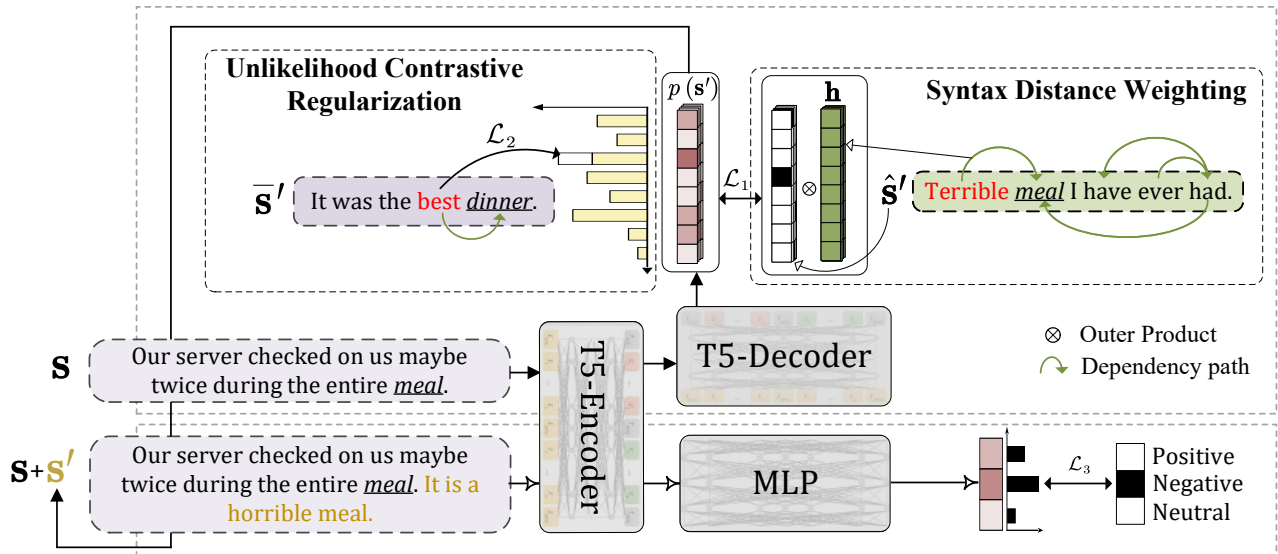 Unlikelihood Contrastive
Regularization
p (s′)
h
Syntax Distance Weighting
ℒ₂
ℒ₁
s̅′
It was the best dinner.
ŝ′
Terrible meal I have ever had.
⊗
⊗ Outer Product
Dependency path
s
Our server checked on us maybe
twice during the entire meal.
T5-Encoder
T5-Decoder
s+s′
Our server checked on us maybe
twice during the entire meal. It is a
horrible meal.
MLP
ℒ₃
Positive
Negative
Neutral